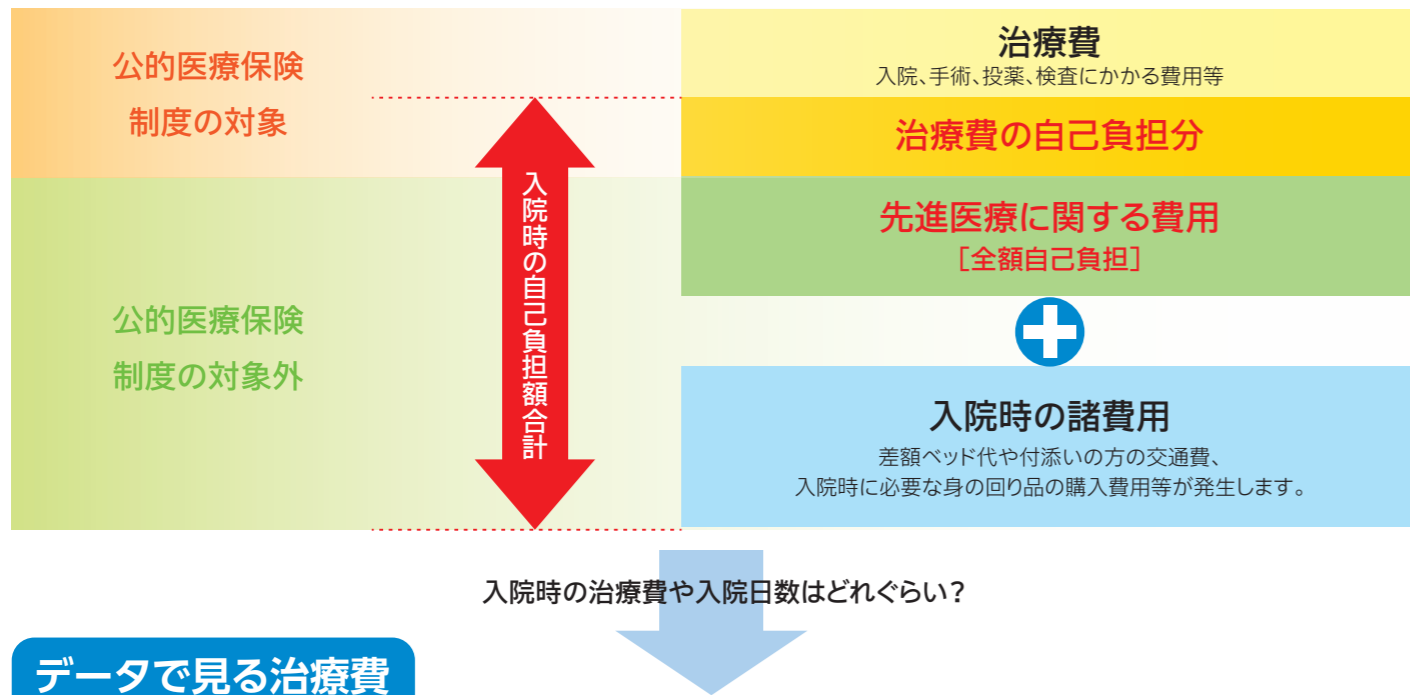 公的医療保険
制度の対象
治療費
入院、手術、投薬、検査にかかる費用等
治療費の自己負担分
入院時の自己負担額合計
公的医療保険
制度の対象外
先進医療に関する費用
［全額自己負担］
入院時の諸費用
差額ベッド代や付添いの方の交通費、
入院時に必要な身の回り品の購入費用等が発生します。
入院時の治療費や入院日数はどれぐらい？
データで見る治療費